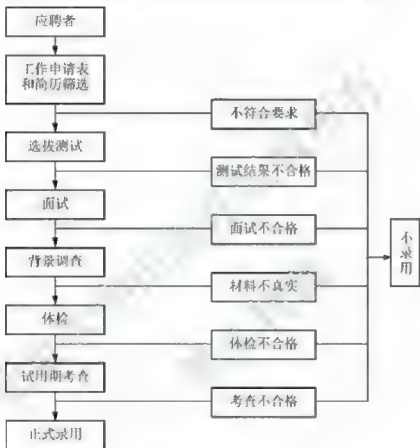 应聘者
工作申请表
和简历筛选
不符合要求
选拔测试
测试结果不合格
面试
面试不合格
不录用
背景调查
材料不真实
体检
体检不合格
试用期考查
考查不合格
正式录用